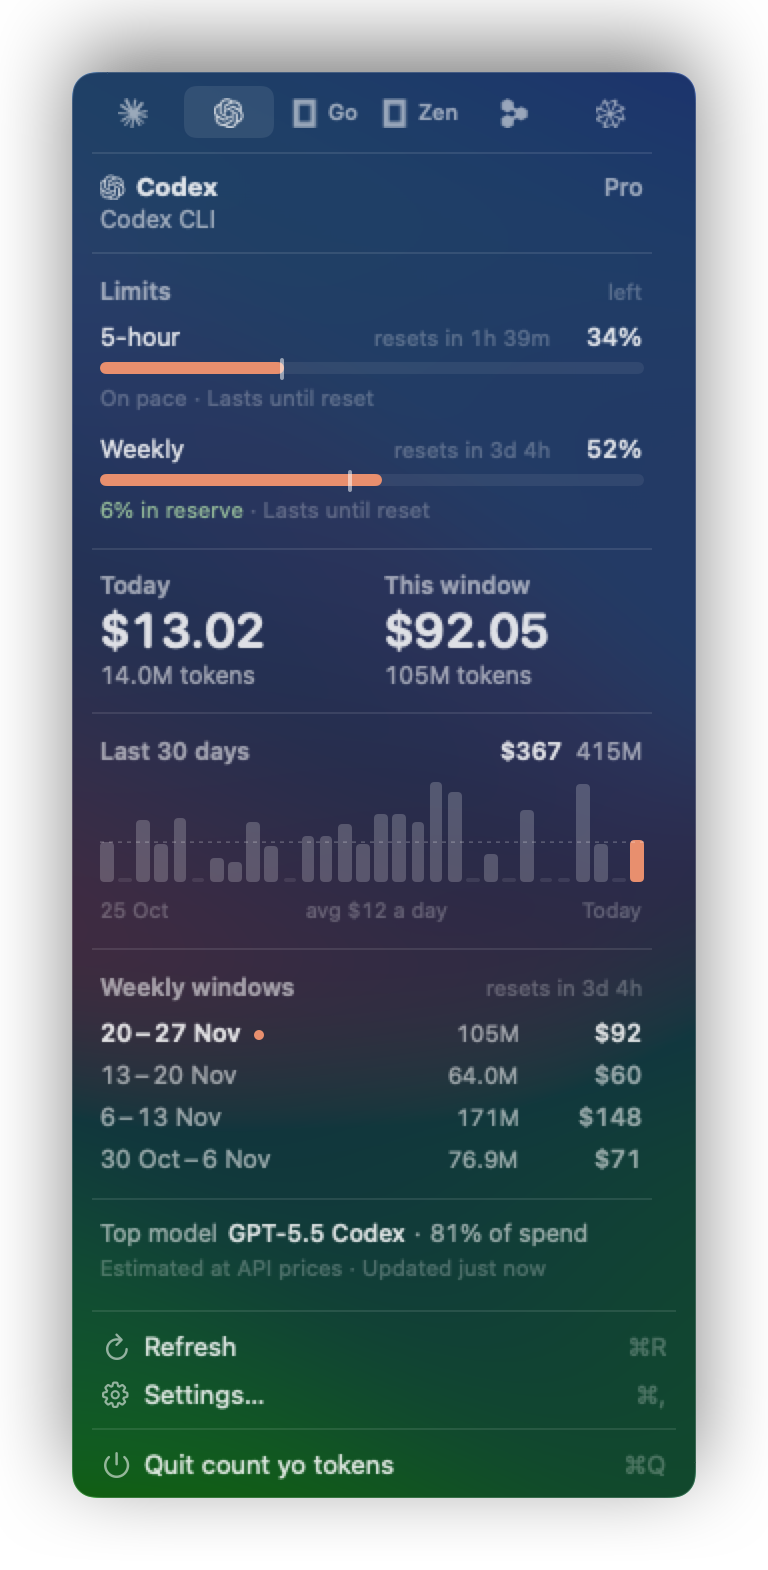 Go Zen
Codex Pro
Codex CLI
Limits left
5-hour resets in 1h 39m 34%
On pace · Lasts until reset
Weekly resets in 3d 4h 52%
6% in reserve · Lasts until reset
Today This window
$13.02 $92.05
14.0M tokens 105M tokens
Last 30 days $367 415M
25 Oct avg $12 a day Today
Weekly windows resets in 3d 4h
20–27 Nov 105M $92
13–20 Nov 64.0M $60
6–13 Nov 171M $148
30 Oct–6 Nov 76.9M $71
Top model GPT-5.5 Codex · 81% of spend
Estimated at API prices · Updated just now
Refresh ⌘R
Settings... ⌘,
Quit count yo tokens ⌘Q